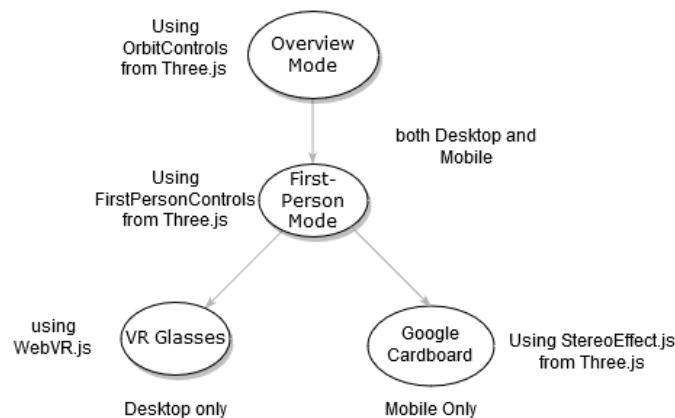 Using
OrbitControls
from Three.js
Overview
Mode
both Desktop and
Mobile
Using
FirstPersonControls
from Three.js
First-
Person
Mode
using
WebVR.js
VR Glasses
Google
Cardboard
Using StereoEffect.js
from Three.js
Desktop only
Mobile Only